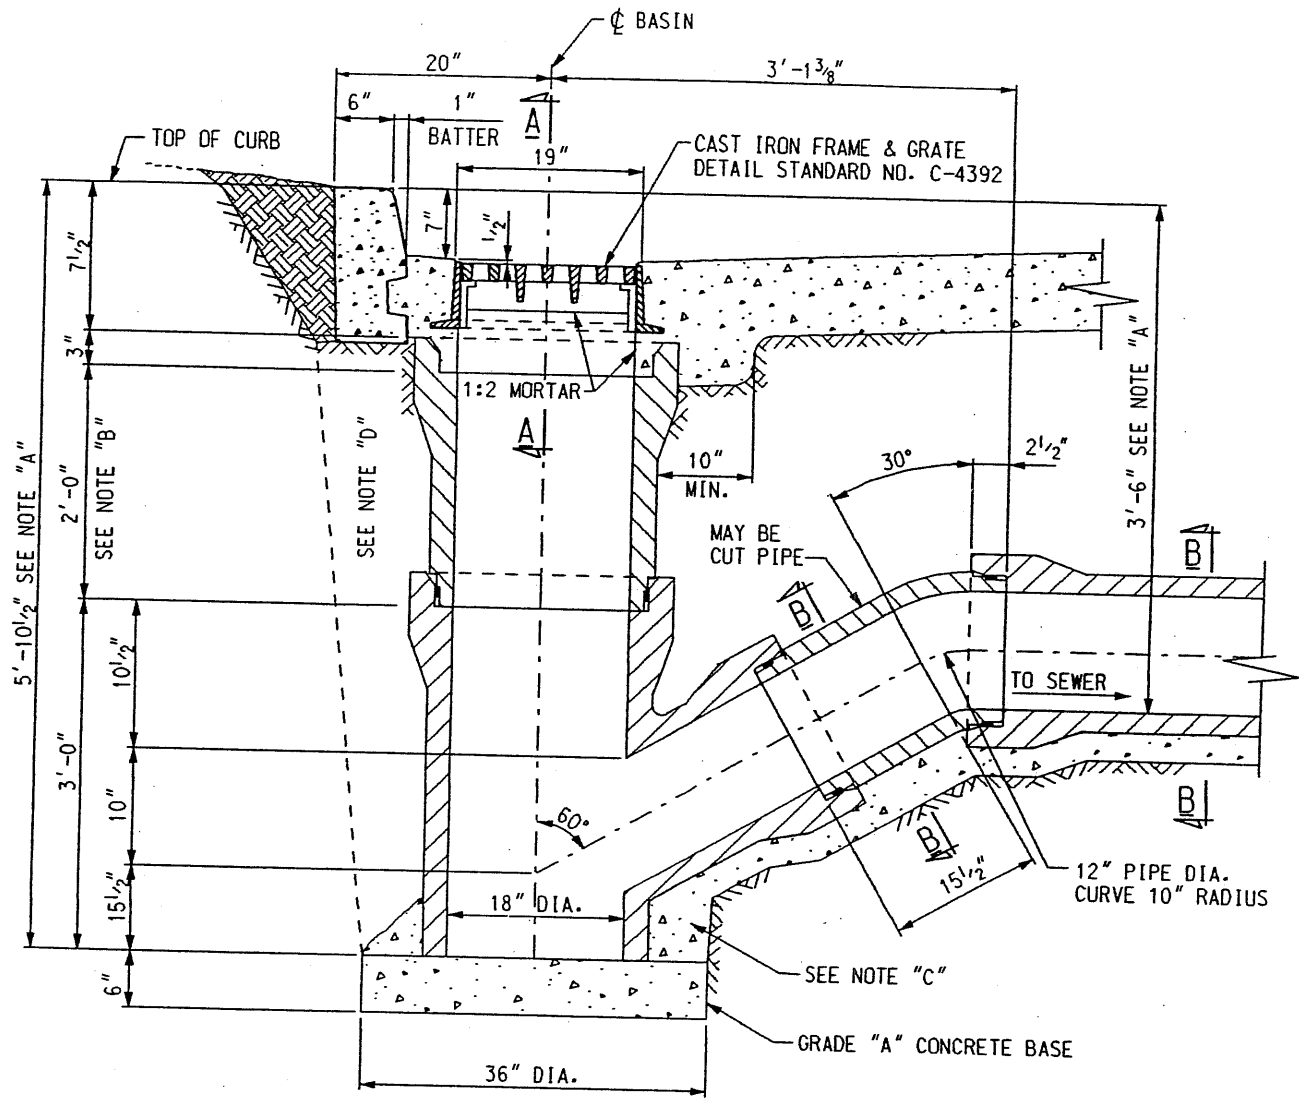 ℄ BASIN
20"
3'-1 3/8"
6"
1"
BATTER
A
TOP OF CURB
19"
CAST IRON FRAME & GRATE
DETAIL STANDARD NO. C-4392
7"
1/2"
7 1/2"
3"
1:2 MORTAR
A
10"
MIN.
30°
2 1/2"
3'-6" SEE NOTE "A"
5'-10 1/2" SEE NOTE "A"
2'-0"
SEE NOTE "B"
SEE NOTE "D"
MAY BE
CUT PIPE
B
B
10 1/2"
3'-0"
10"
15 1/2"
6"
TO SEWER
60°
B
B
15 1/2"
12" PIPE DIA.
CURVE 10" RADIUS
18" DIA.
SEE NOTE "C"
GRADE "A" CONCRETE BASE
36" DIA.